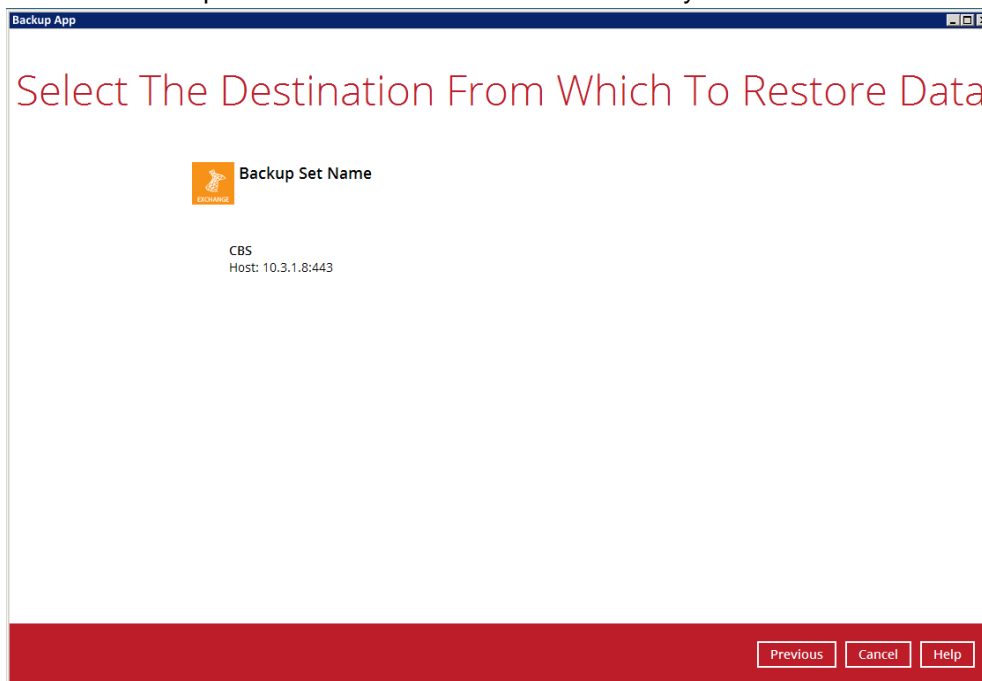 Backup App
Select The Destination From Which To Restore Data
Backup Set Name
EXCHANGE
CBS
Host: 10.3.1.8:443
Previous Cancel Help